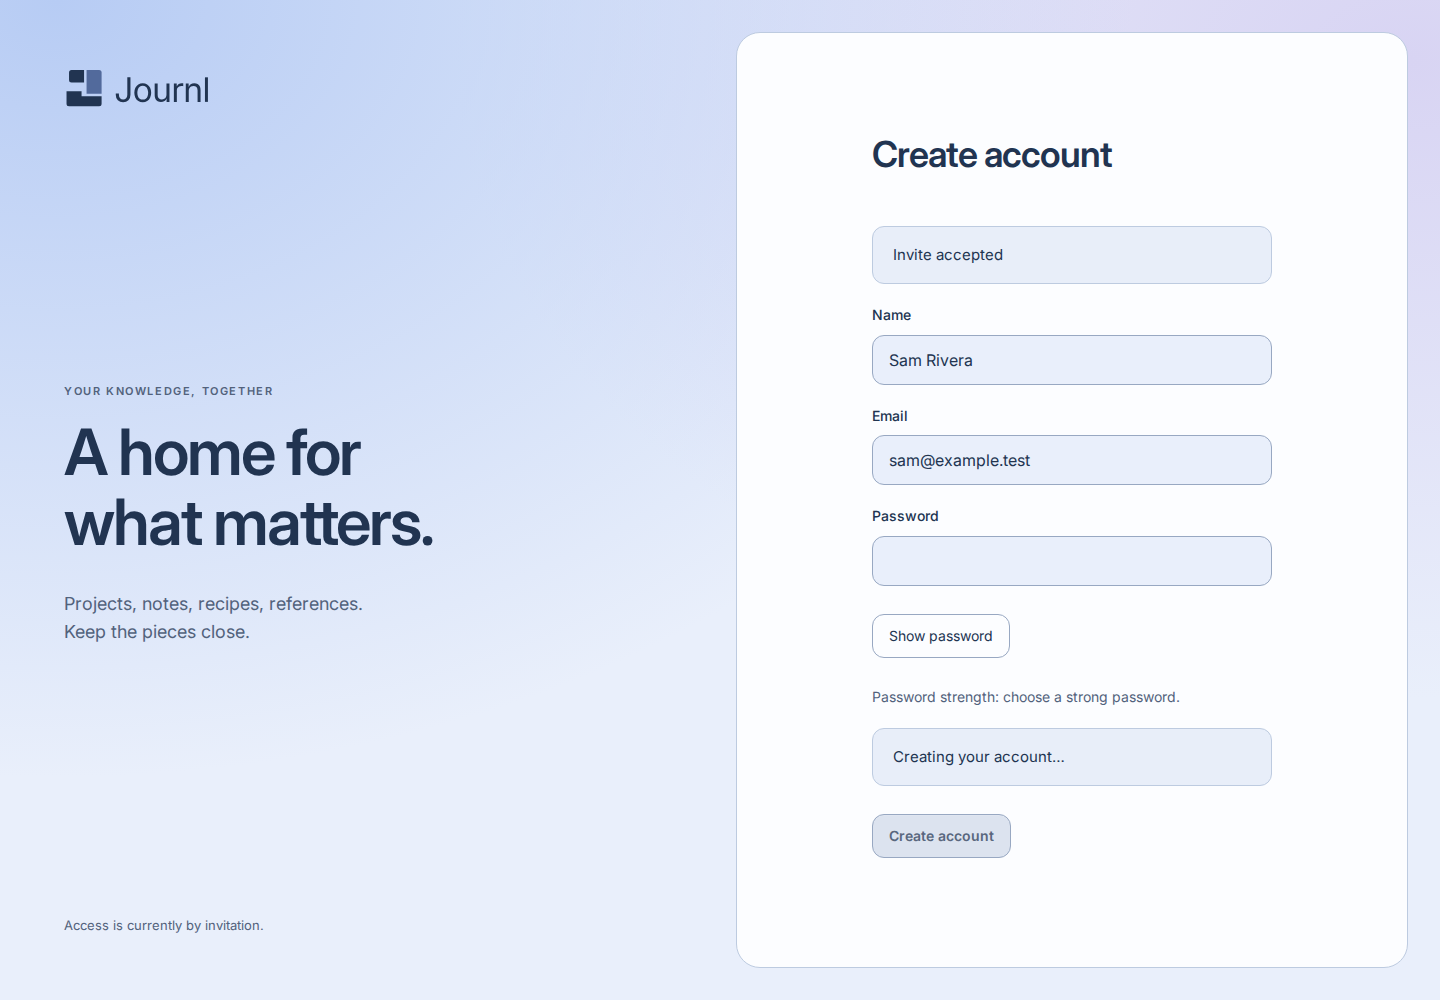 Journl
YOUR KNOWLEDGE, TOGETHER
A home for
what matters.
Projects, notes, recipes, references.
Keep the pieces close.
Access is currently by invitation.
Create account
Invite accepted
Name
Sam Rivera
Email
sam@example.test
Password
Show password
Password strength: choose a strong password.
Creating your account...
Create account